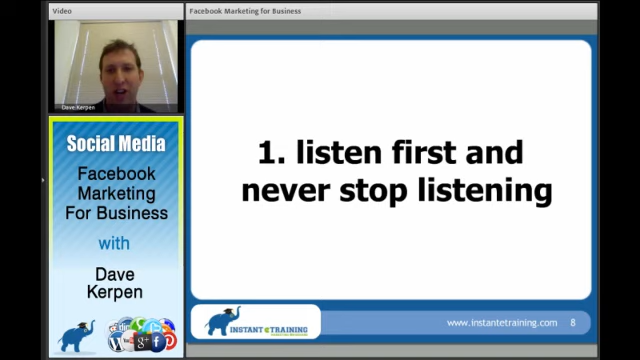 Video
Facebook Marketing for Business
Dave Kerpen
Social Media
Facebook
Marketing
For Business
with
Dave
Kerpen
1. listen first and
never stop listening
INSTANT eTRAINING
www.instantetraining.com 8